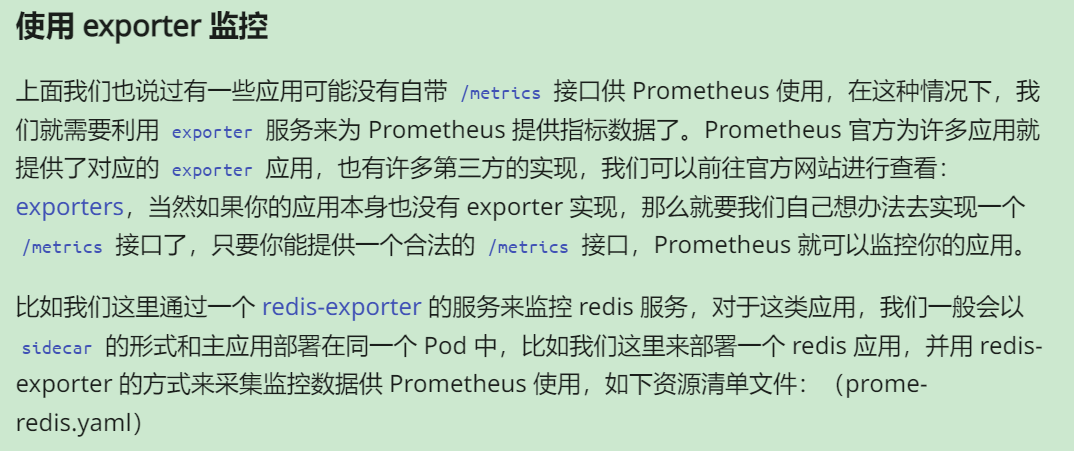 使用 exporter 监控
上面我们也说过有一些应用可能没有自带 /metrics 接口供 Prometheus 使用，在这种情况下，我
们就需要利用 exporter 服务来为 Prometheus 提供指标数据了。Prometheus 官方为许多应用就
提供了对应的 exporter 应用，也有许多第三方的实现，我们可以前往官方网站进行查看：
exporters，当然如果你的应用本身也没有 exporter 实现，那么就要我们自己想办法去实现一个
/metrics 接口了，只要你能提供一个合法的 /metrics 接口，Prometheus 就可以监控你的应用。
比如我们这里通过一个 redis-exporter 的服务来监控 redis 服务，对于这类应用，我们一般会以
sidecar 的形式和主应用部署在同一个 Pod 中，比如我们这里来部署一个 redis 应用，并用 redis-
exporter 的方式来采集监控数据供 Prometheus 使用，如下资源清单文件：（prome-
redis.yaml）